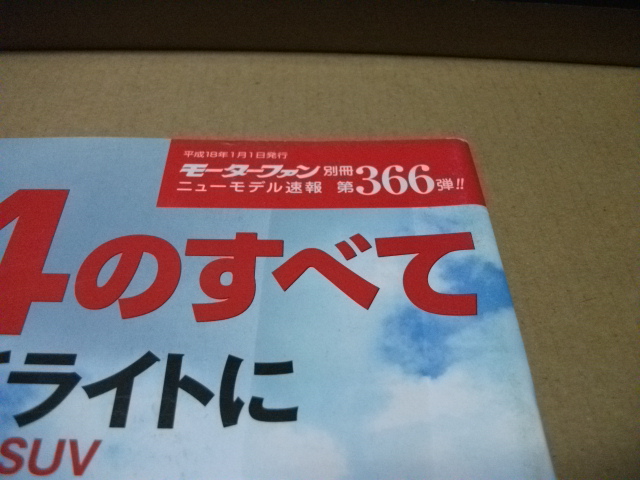 平成18年1月1日発行
モーターファン 別冊
ニューモデル速報 第366弾!!
4のすべて
ライトに
SUV